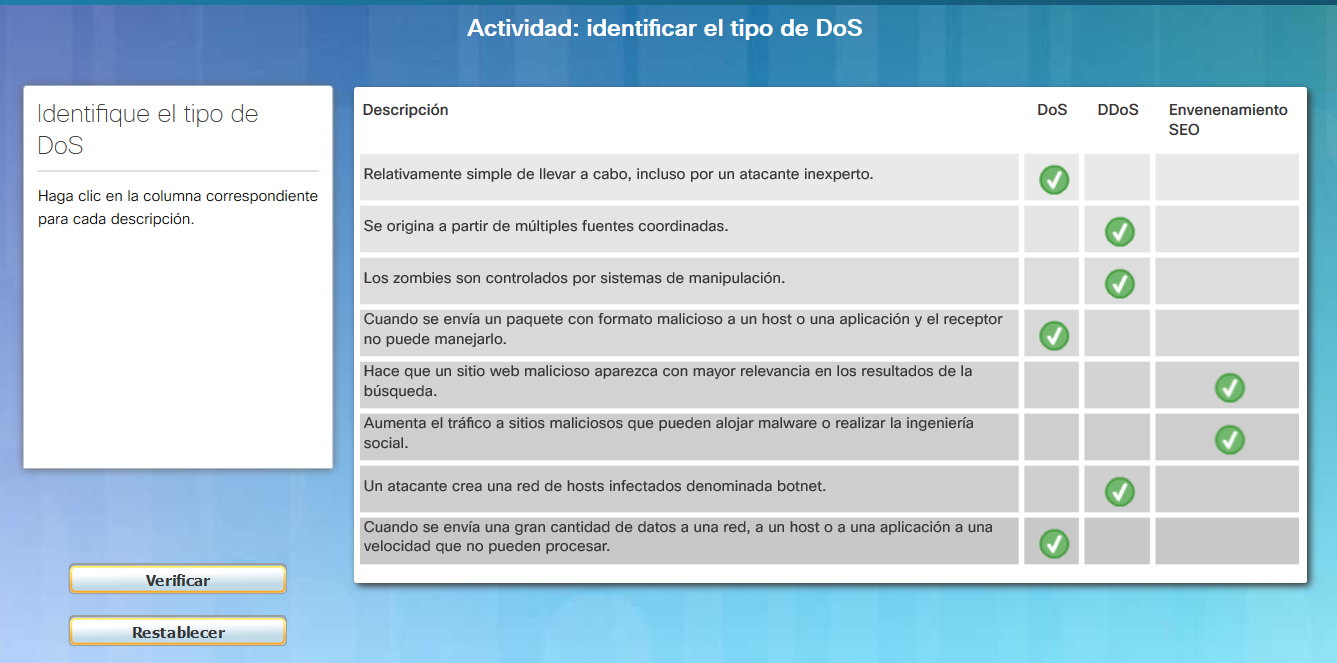 Actividad: identificar el tipo de DoS
Identifique el tipo de
DoS
Haga clic en la columna correspondiente
para cada descripción.
Verificar
Restablecer
Descripción
DoS
DDoS
Envenenamiento
SEO
Relativamente simple de llevar a cabo, incluso por un atacante inexperto.
Se origina a partir de múltiples fuentes coordinadas.
Los zombies son controlados por sistemas de manipulación.
Cuando se envía un paquete con formato malicioso a un host o una aplicación y el receptor
no puede manejarlo.
Hace que un sitio web malicioso aparezca con mayor relevancia en los resultados de la
búsqueda.
Aumenta el tráfico a sitios maliciosos que pueden alojar malware o realizar la ingeniería
social.
Un atacante crea una red de hosts infectados denominada botnet.
Cuando se envía una gran cantidad de datos a una red, a un host o a una aplicación a una
velocidad que no pueden procesar.